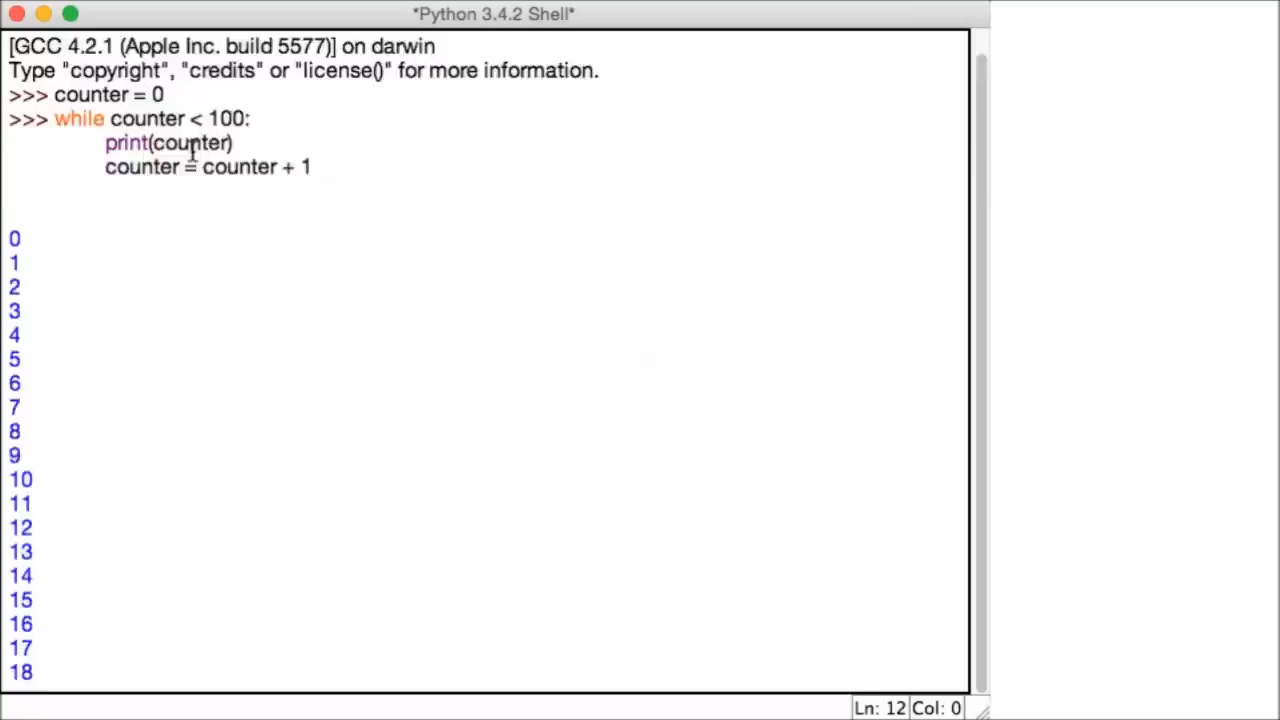 *Python 3.4.2 Shell*
[GCC 4.2.1 (Apple Inc. build 5577)] on darwin
Type "copyright", "credits" or "license()" for more information.
>>> counter = 0
>>> while counter < 100:
print(counter)
counter = counter + 1
0
1
2
3
4
5
6
7
8
9
10
11
12
13
14
15
16
17
18
Ln: 12 Col: 0